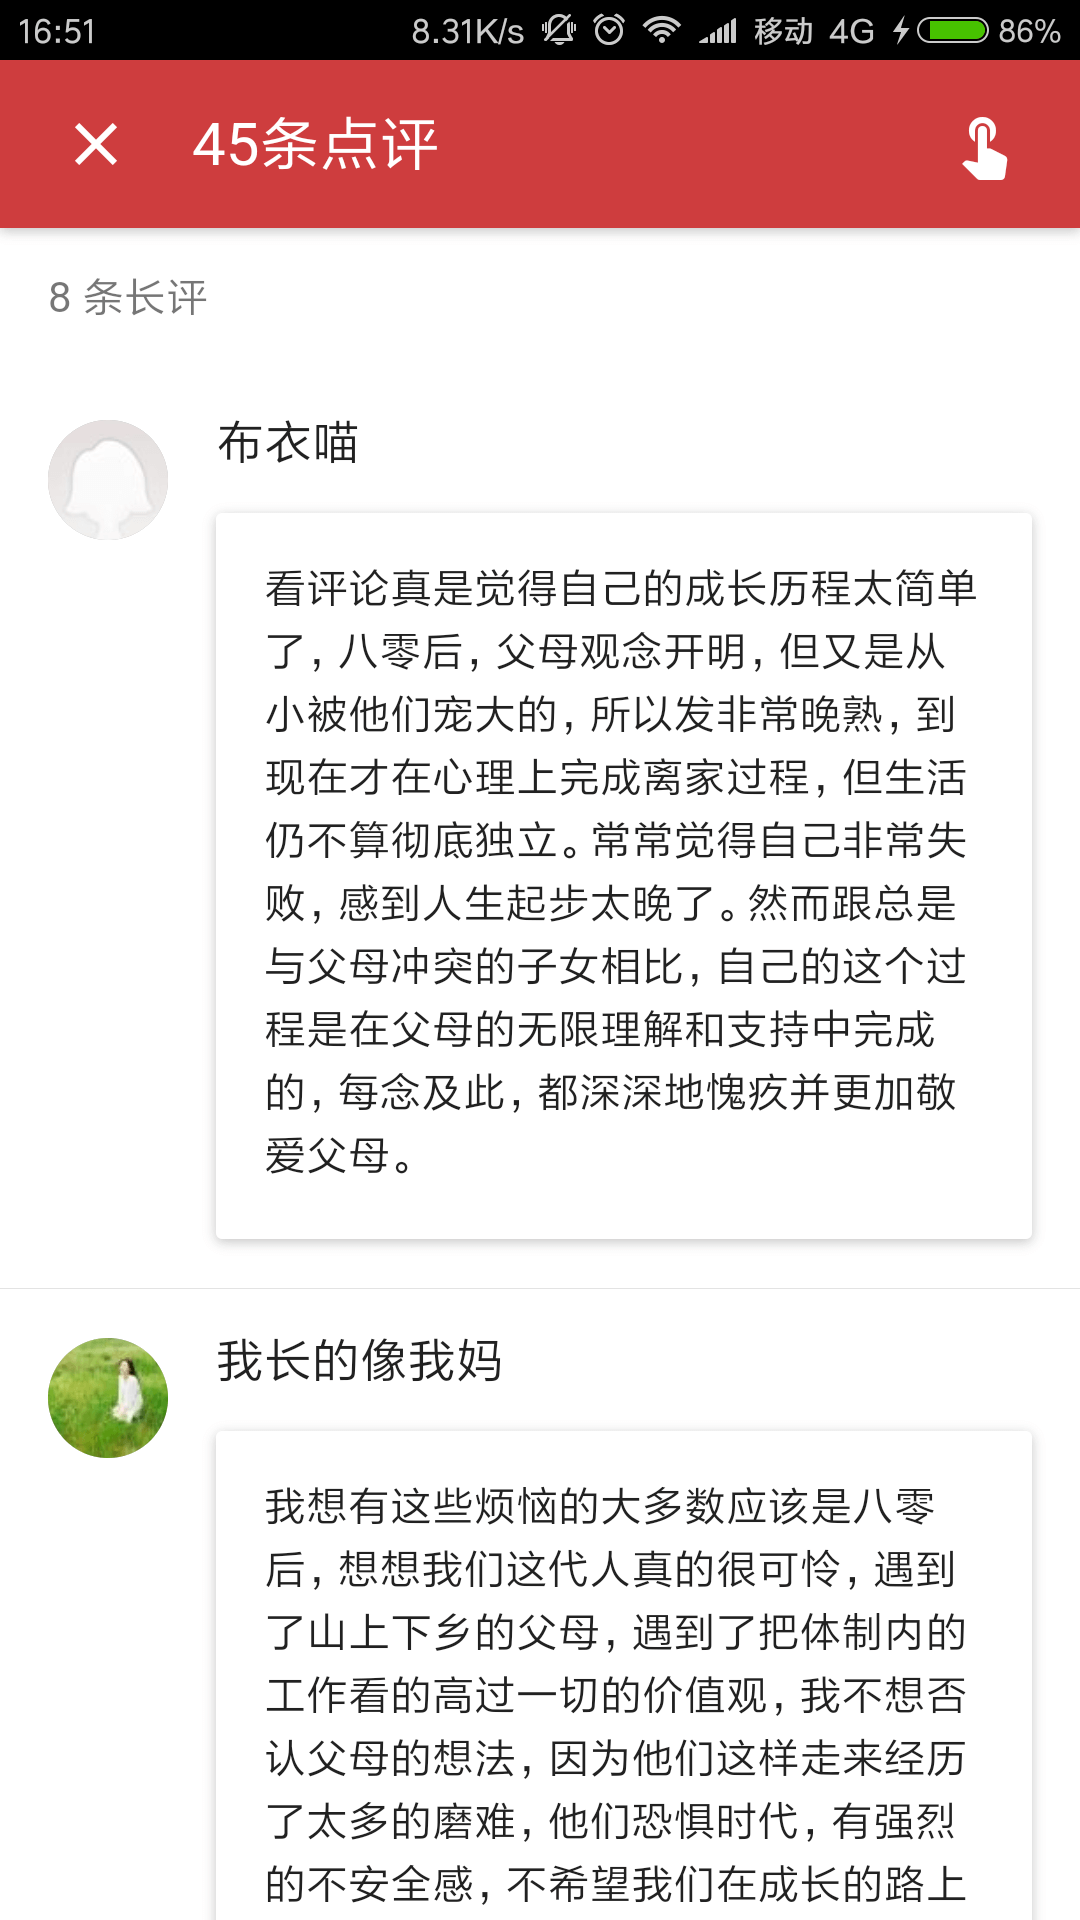 16:51 8.31K/s 移动 4G 86%
45条点评
8 条长评
布衣喵
看评论真是觉得自己的成长历程太简单
了，八零后，父母观念开明，但又是从
小被他们宠大的，所以发非常晚熟，到
现在才在心理上完成离家过程，但生活
仍不算彻底独立。常常觉得自己非常失
败，感到人生起步太晚了。然而跟总是
与父母冲突的子女相比，自己的这个过
程是在父母的无限理解和支持中完成
的，每念及此，都深深地愧疚并更加敬
爱父母。
我长的像我妈
我想有这些烦恼的大多数应该是八零
后，想想我们这代人真的很可怜，遇到
了山上下乡的父母，遇到了把体制内的
工作看的高过一切的价值观，我不想否
认父母的想法，因为他们这样走来经历
了太多的磨难，他们恐惧时代，有强烈
的不安全感，不希望我们在成长的路上